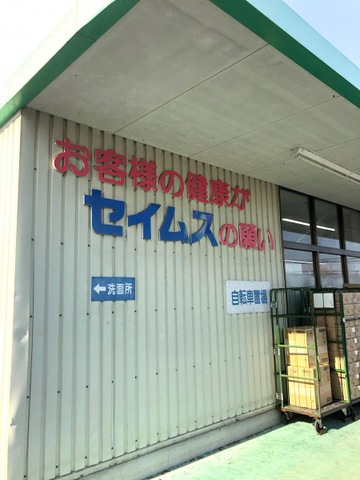 お客様の健康が
セイムスの願い
←洗面所
自転車置場